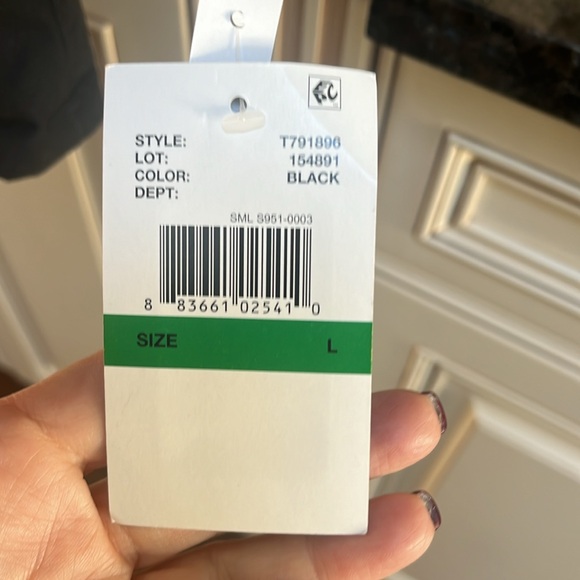 C
STYLE: T791896
LOT: 154891
COLOR: BLACK
DEPT:
SML S951-0003
8 83661 02541 0
SIZE L